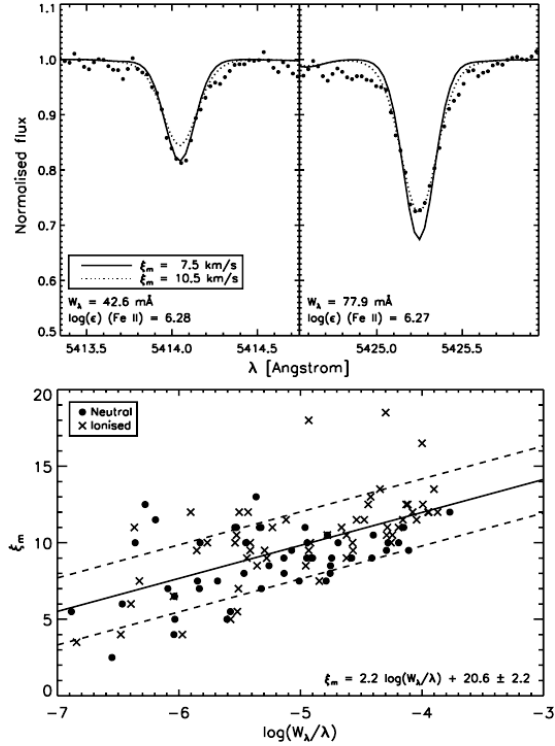 1.1
1.0
0.9
0.8
0.7
0.6
0.5
Normalised flux
ξm = 7.5 km/s
ξm = 10.5 km/s
Wλ = 42.6 mÅ
log(ε) (Fe II) = 6.28
Wλ = 77.9 mÅ
log(ε) (Fe II) = 6.27
5413.5 5414.0 5414.5 5425.0 5425.5
λ [Angstrom]
20
15
10
5
0
ξm
Neutral
Ionised
ξm = 2.2 log(Wλ/λ) + 20.6 ± 2.2
-7 -6 -5 -4 -3
log(Wλ/λ)